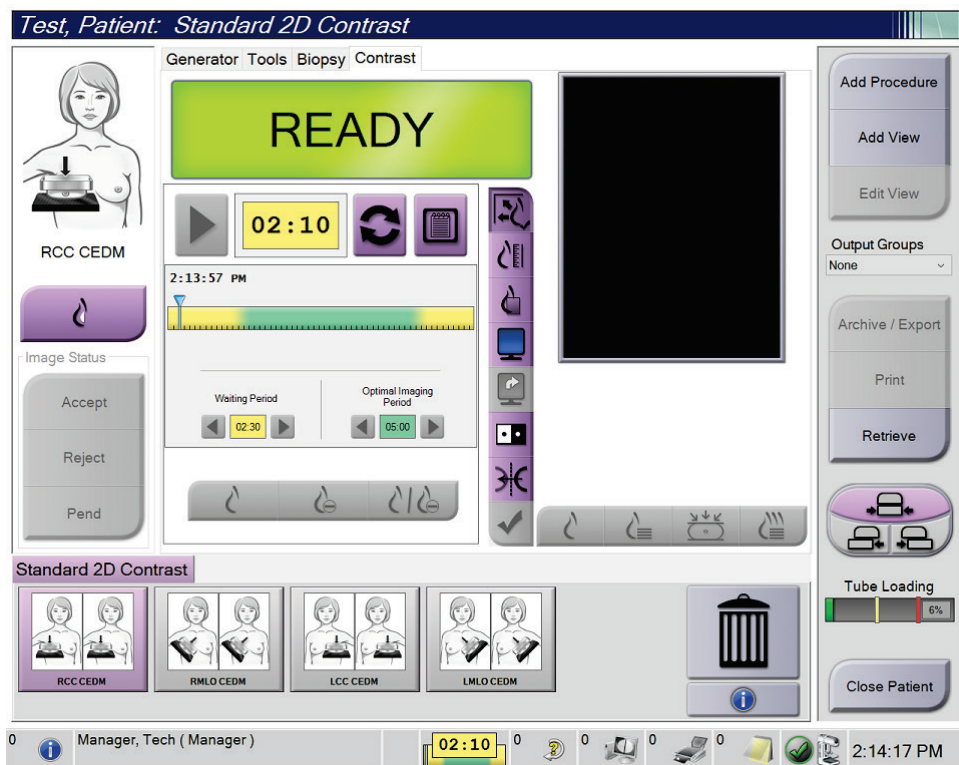 Test, Patient: Standard 2D Contrast
Generator Tools Biopsy Contrast
READY
RCC CEDM
02:10
2:13:57 PM
Waiting Period
Optimal Imaging
Period
02:30
05:00
Image Status
Accept
Reject
Pend
Add Procedure
Add View
Edit View
Output Groups
None
Archive / Export
Print
Retrieve
Tube Loading
6%
Close Patient
Standard 2D Contrast
RCC CEDM
RMLO CEDM
LCC CEDM
LMLO CEDM
0 Manager, Tech ( Manager ) 02:10 0 0 0 0 2:14:17 PM